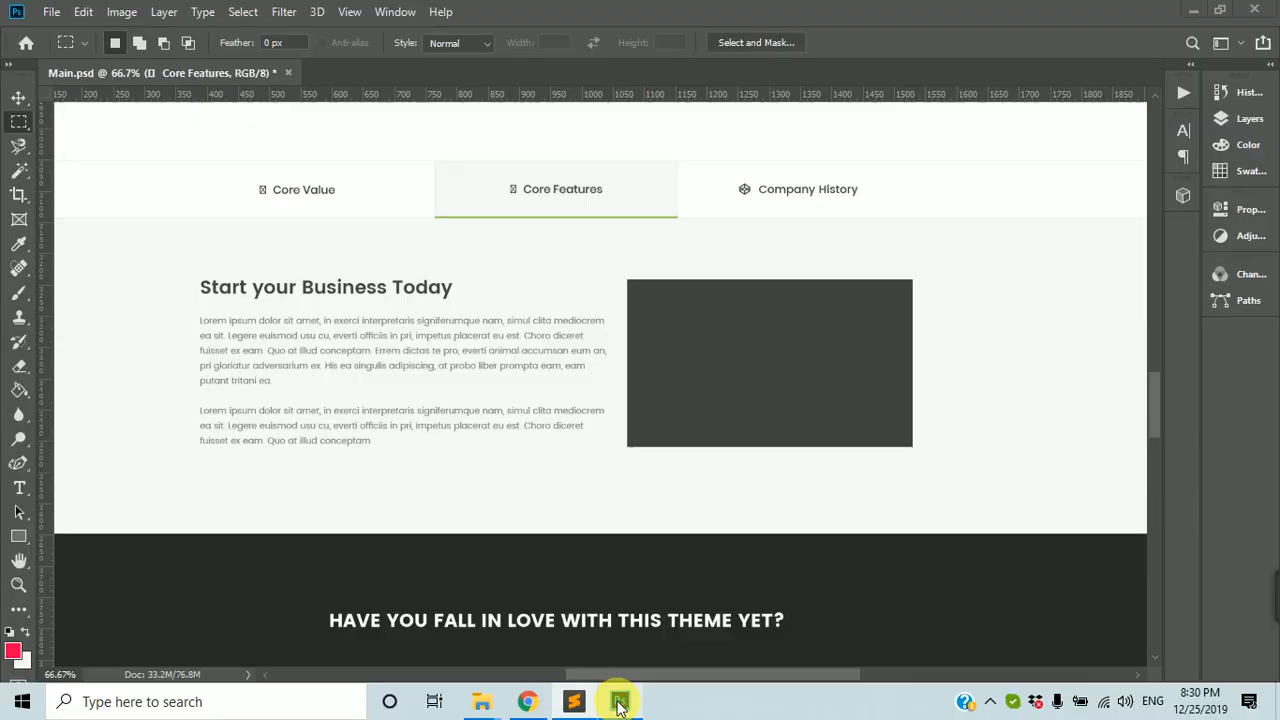 File Edit Image Layer Type Select Filter 3D View Window Help
Feather: 0 px Anti-alias Style: Normal Width: Height: Select and Mask...
Main.psd @ 66.7% ( Core Features, RGB/8) *
150 200 250 300 350 400 450 500 550 600 650 700 750 800 850 900 950 1000 1050 1100 1150 1200 1250 1300 1350 1400 1450 1500 1550 1600 1650 1700 1750 1800 1850
Hist...
Layers
Color
Swat...
Prop...
Adju...
Chan...
Paths
Core Value Core Features Company History
Start your Business Today
Lorem ipsum dolor sit amet, in exerci interpretaris signiferumque nam, simul clita mediocrem
ea sit. Legere euismod usu cu, everti officiis in pri, impetus placerat eu est. Choro diceret
fuisset ex eam. Quo at illud conceptam. Errem dictas te pro, everti animal accumsan eum an,
pri gloriatur adversarium ex. His ea singulis adipiscing, at probo liber prompta eam, eam
putant tritani ea.
Lorem ipsum dolor sit amet, in exerci interpretaris signiferumque nam, simul clita mediocrem
ea sit. Legere euismod usu cu, everti officiis in pri, impetus placerat eu est. Choro diceret
fuisset ex eam. Quo at illud conceptam.
HAVE YOU FALL IN LOVE WITH THIS THEME YET?
66.67% Doc: 33.2M/76.8M
Type here to search
ENG
8:30 PM
12/25/2019